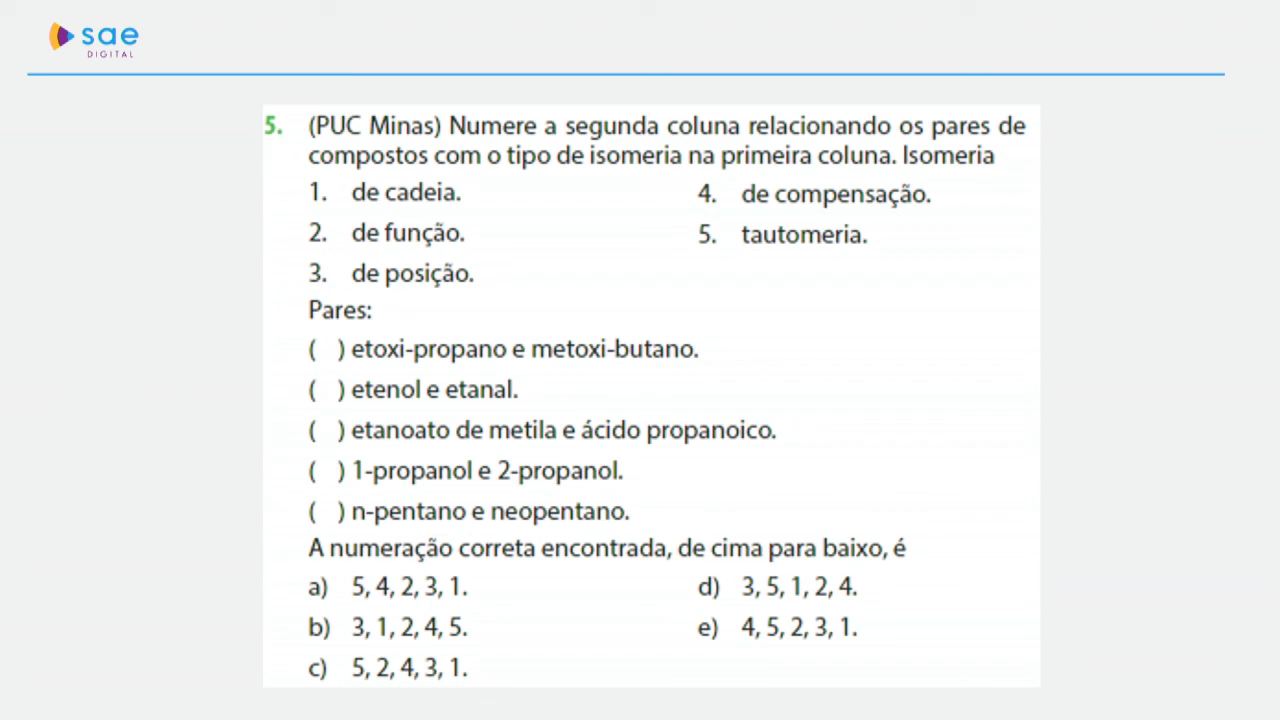 sae
DIGITAL
5. (PUC Minas) Numere a segunda coluna relacionando os pares de
compostos com o tipo de isomeria na primeira coluna. Isomeria
1. de cadeia.
2. de função.
3. de posição.
4. de compensação.
5. tautomeria.
Pares:
( ) etoxi-propano e metoxi-butano.
( ) etenol e etanal.
( ) etanoato de metila e ácido propanoico.
( ) 1-propanol e 2-propanol.
( ) n-pentano e neopentano.
A numeração correta encontrada, de cima para baixo, é
a) 5, 4, 2, 3, 1.
b) 3, 1, 2, 4, 5.
c) 5, 2, 4, 3, 1.
d) 3, 5, 1, 2, 4.
e) 4, 5, 2, 3, 1.